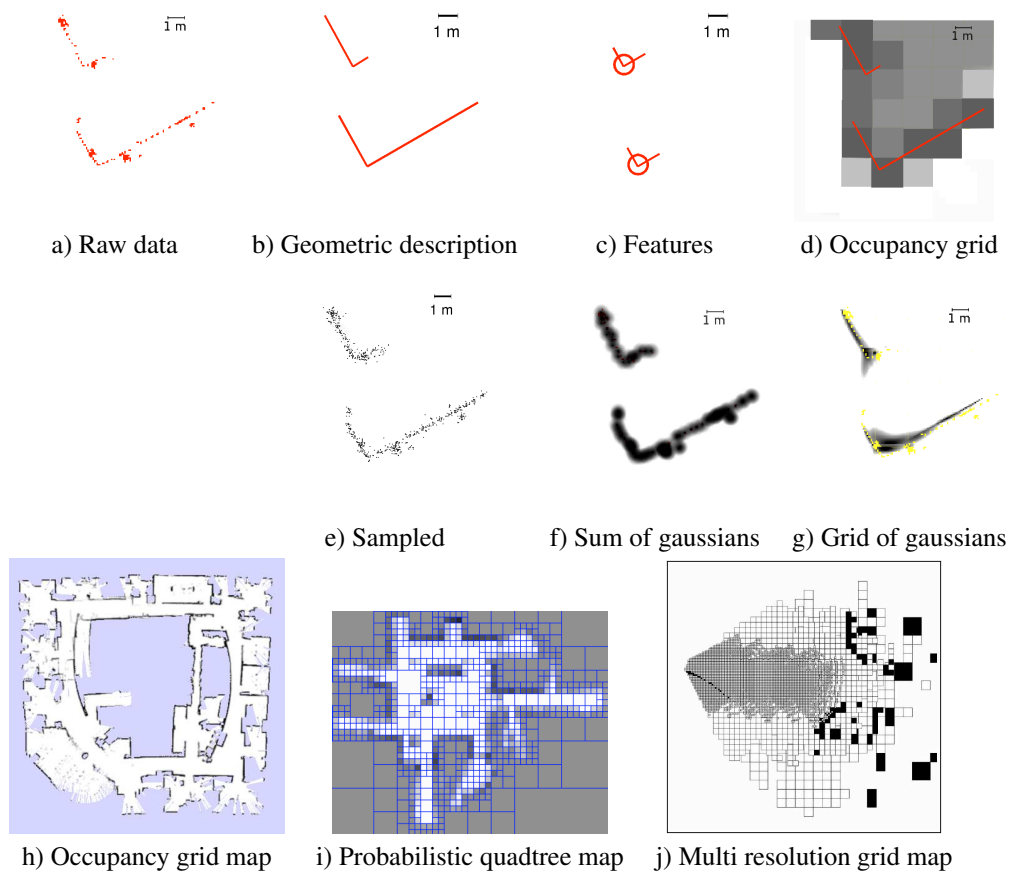 1 m
1 m
1 m
1 m
a) Raw data
b) Geometric description
c) Features
d) Occupancy grid
1 m
1 m
1 m
e) Sampled
f) Sum of gaussians
g) Grid of gaussians
h) Occupancy grid map
i) Probabilistic quadtree map
j) Multi resolution grid map